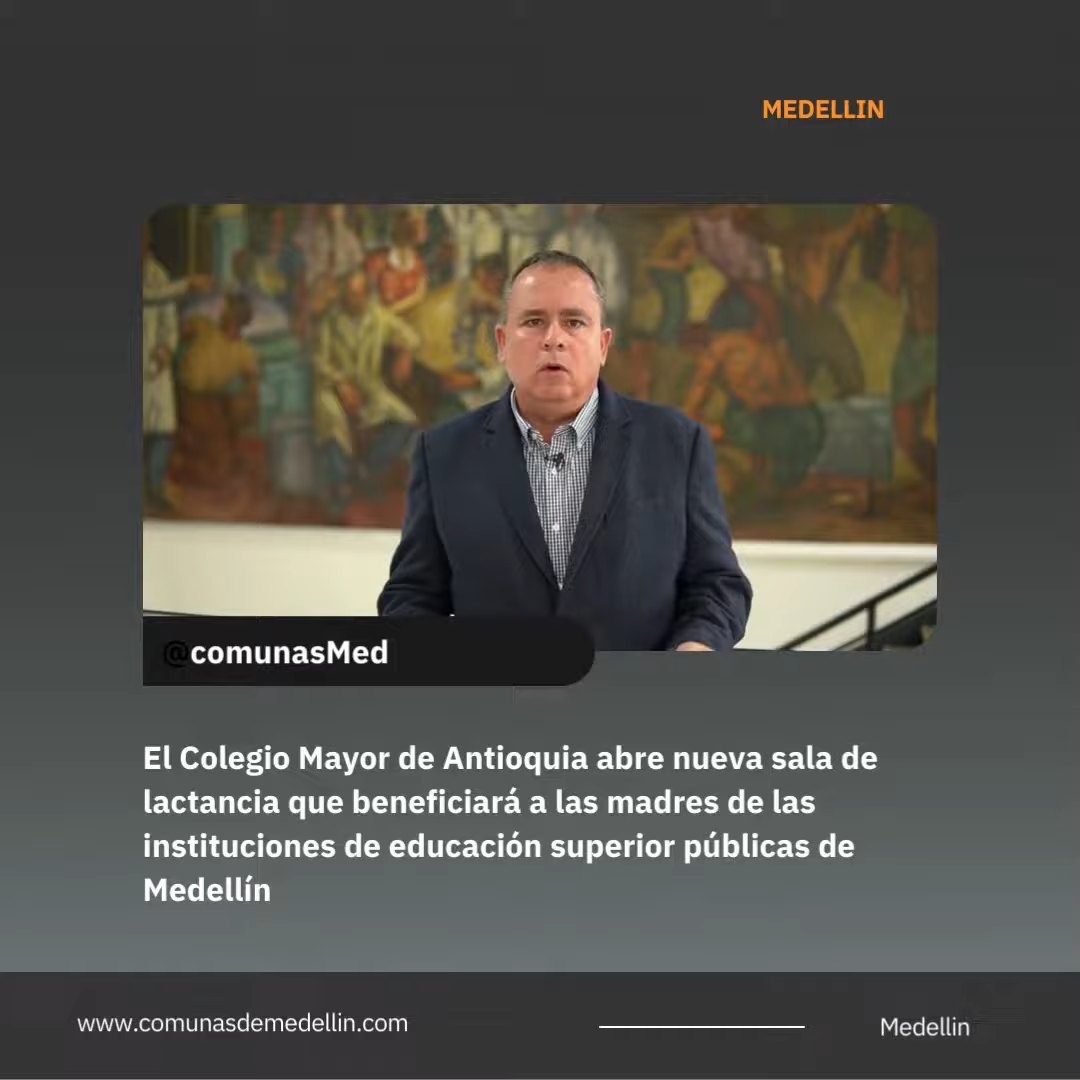 MEDELLIN
@comunasMed
El Colegio Mayor de Antioquia abre nueva sala de
lactancia que beneficiará a las madres de las
instituciones de educación superior públicas de
Medellín
www.comunasdemedellin.com
Medellin